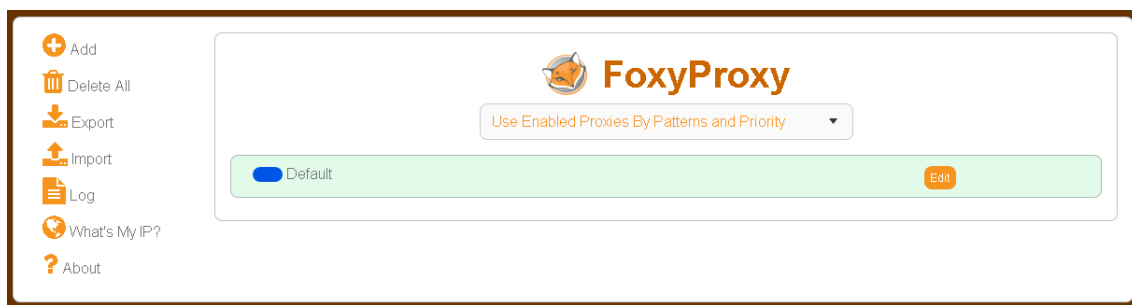 Add
Delete All
Export
Import
Log
What's My IP?
About
FoxyProxy
Use Enabled Proxies By Patterns and Priority
Default
Edit